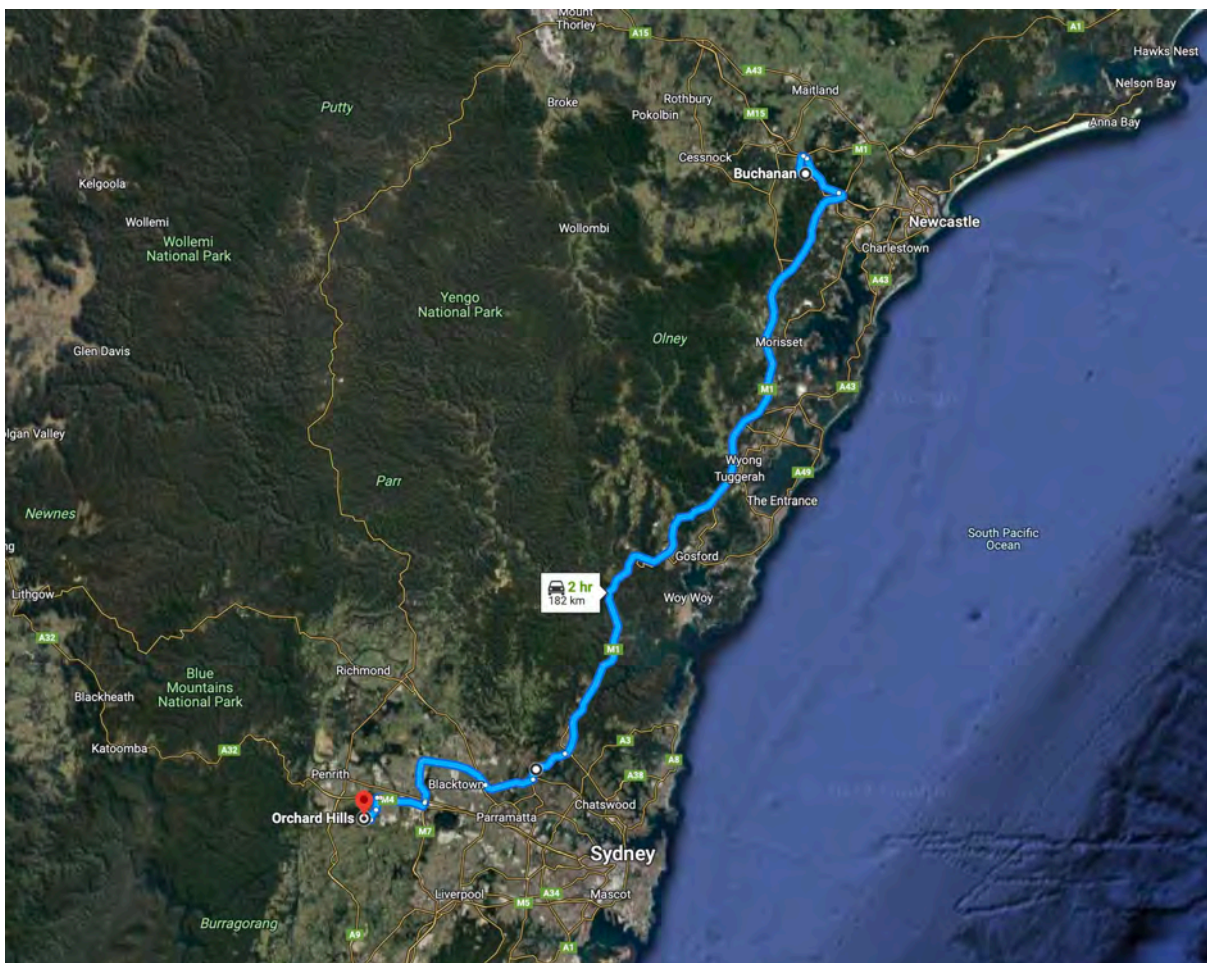 Mount
Thorley
A15
A1
Hawks Nest
A43
Nelson Bay
Maitland
Putty
Broke
Rothbury
Pokolbin
M15
Anna Bay
M1
Cessnock
Buchanan
Kelgoola
Wollemi
Wollombi
Newcastle
Wollemi
National Park
Charlestown
A43
Yengo
National Park
Olney
Glen Davis
Morisset
M1
A43
olgan Valley
Wyong
Tuggerah
A49
Parr
The Entrance
Newnes
South Pacific
Ocean
ng
Gosford
2 hr
182 km
Lithgow
Woy Woy
A32
M1
Richmond
Blue
Mountains
National Park
Blackheath
A3
Katoomba
A32
A8
Penrith
A38
Blacktown
M4
Chatswood
Orchard Hills
Parramatta
M7
Sydney
Liverpool
A34
Mascot
M5
Burragorang
A9
A1